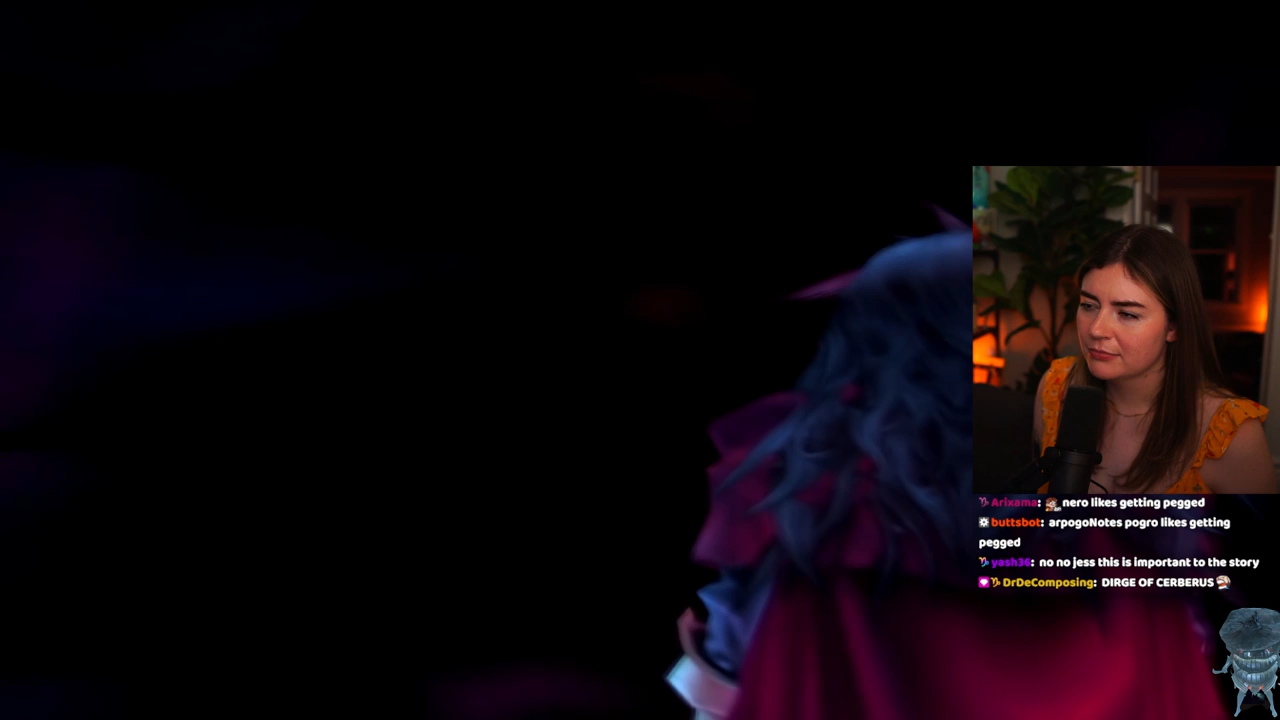 Arixama: nero likes getting pegged
buttsbot: arpogoNotes pogro likes getting
pegged
yash36: no no jess this is important to the story
DrDeComposing: DIRGE OF CERBERUS